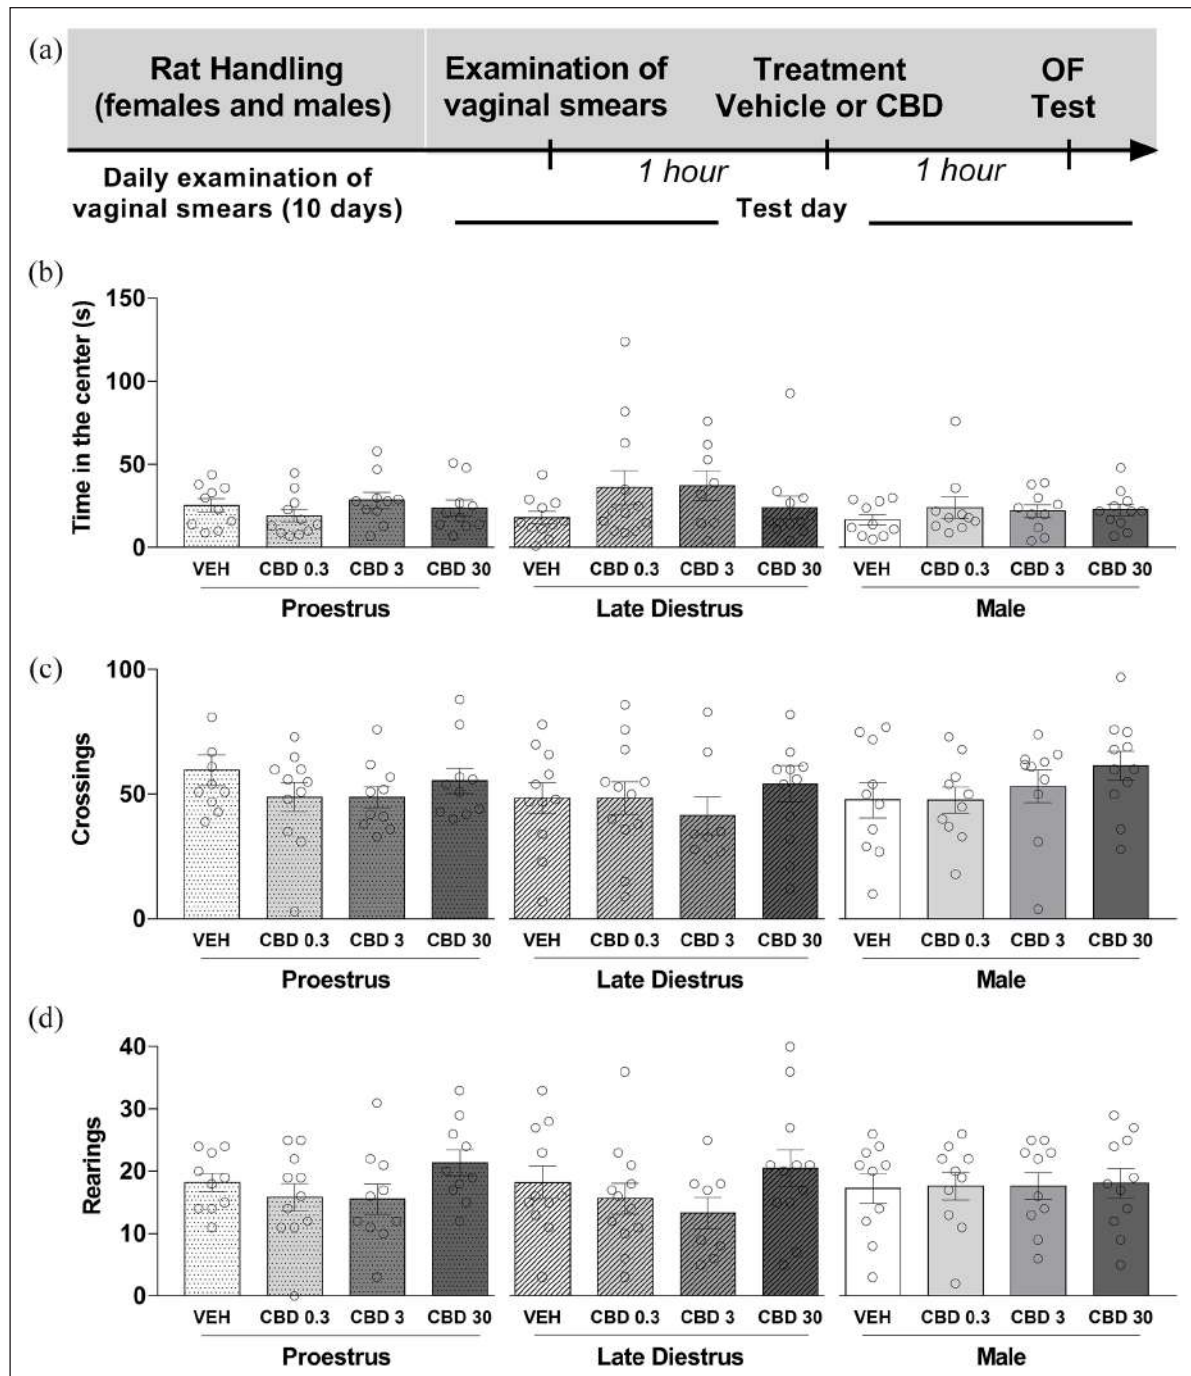 (a)
Rat Handling
(females and males)
Examination of
vaginal smears
Treatment
Vehicle or CBD
OF
Test
1 hour
1 hour
Daily examination of
vaginal smears (10 days)
Test day
(b)
Time in the center (s)
150
100
50
0
VEH CBD 0.3 CBD 3 CBD 30 VEH CBD 0.3 CBD 3 CBD 30 VEH CBD 0.3 CBD 3 CBD 30
Proestrus Late Diestrus Male
(c)
Crossings
100
50
0
VEH CBD 0.3 CBD 3 CBD 30 VEH CBD 0.3 CBD 3 CBD 30 VEH CBD 0.3 CBD 3 CBD 30
Proestrus Late Diestrus Male
(d)
Rearings
40
30
20
10
0
VEH CBD 0.3 CBD 3 CBD 30 VEH CBD 0.3 CBD 3 CBD 30 VEH CBD 0.3 CBD 3 CBD 30
Proestrus Late Diestrus Male